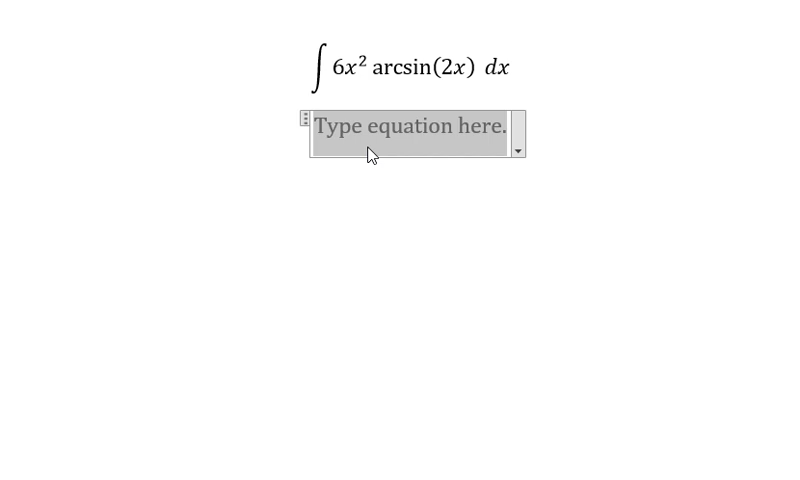 ∫ 6x² arcsin(2x) dx
Type equation here.